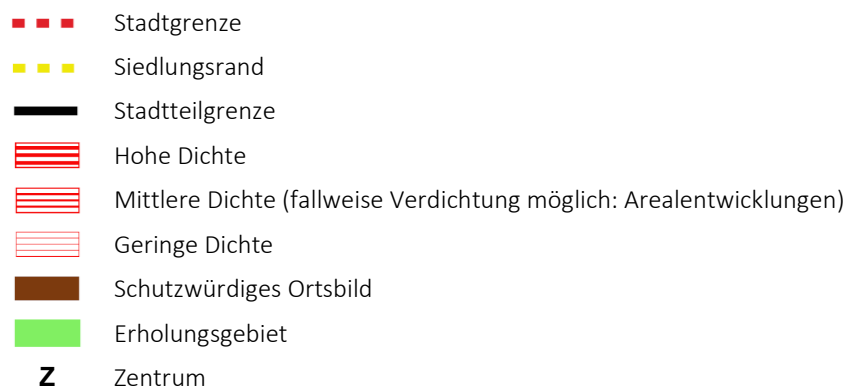 Stadtgrenze
Siedlungsrand
Stadtteilgrenze
Hohe Dichte
Mittlere Dichte (fallweise Verdichtung möglich: Arealentwicklungen)
Geringe Dichte
Schutzwürdiges Ortsbild
Erholungsgebiet
Z Zentrum